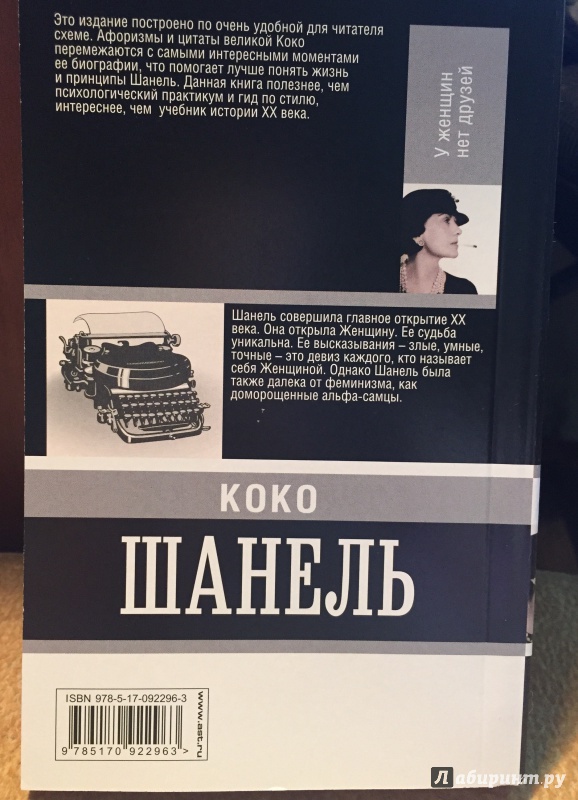 Это издание построено по очень удобной для читателя
схеме. Афоризмы и цитаты великой Коко
перемежаются с самыми интересными моментами
ее биографии, что помогает лучше понять жизнь
и принципы Шанель. Данная книга полезнее, чем
психологический практикум и гид по стилю,
интереснее, чем учебник истории XX века.
У женщин
нет друзей
Шанель совершила главное открытие XX
века. Она открыла Женщину. Ее судьба
уникальна. Ее высказывания – злые, умные,
точные – это девиз каждого, кто называет
себя Женщиной. Однако Шанель была
также далека от феминизма, как
доморощенные альфа-самцы.
КОКО
ШАНЕЛЬ
ISBN 978-5-17-092296-3
9 785170 922963 >
www.ast.ru
Лабиринт.ру